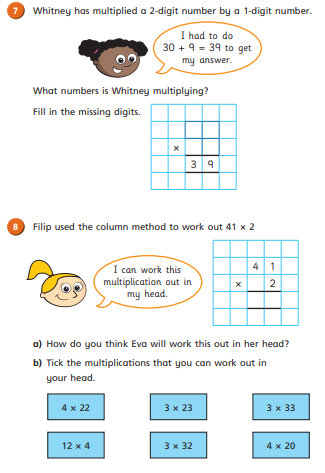 7 Whitney has multiplied a 2-digit number by a 1-digit number.
I had to do
30 + 9 = 39 to get
my answer.
What numbers is Whitney multiplying?
Fill in the missing digits.
×
3 9
8 Filip used the column method to work out 41 × 2
I can work this
multiplication out in
my head.
4 1
× 2
a) How do you think Eva will work this out in her head?
b) Tick the multiplications that you can work out in
your head.
4 × 22 3 × 23 3 × 33
12 × 4 3 × 32 4 × 20